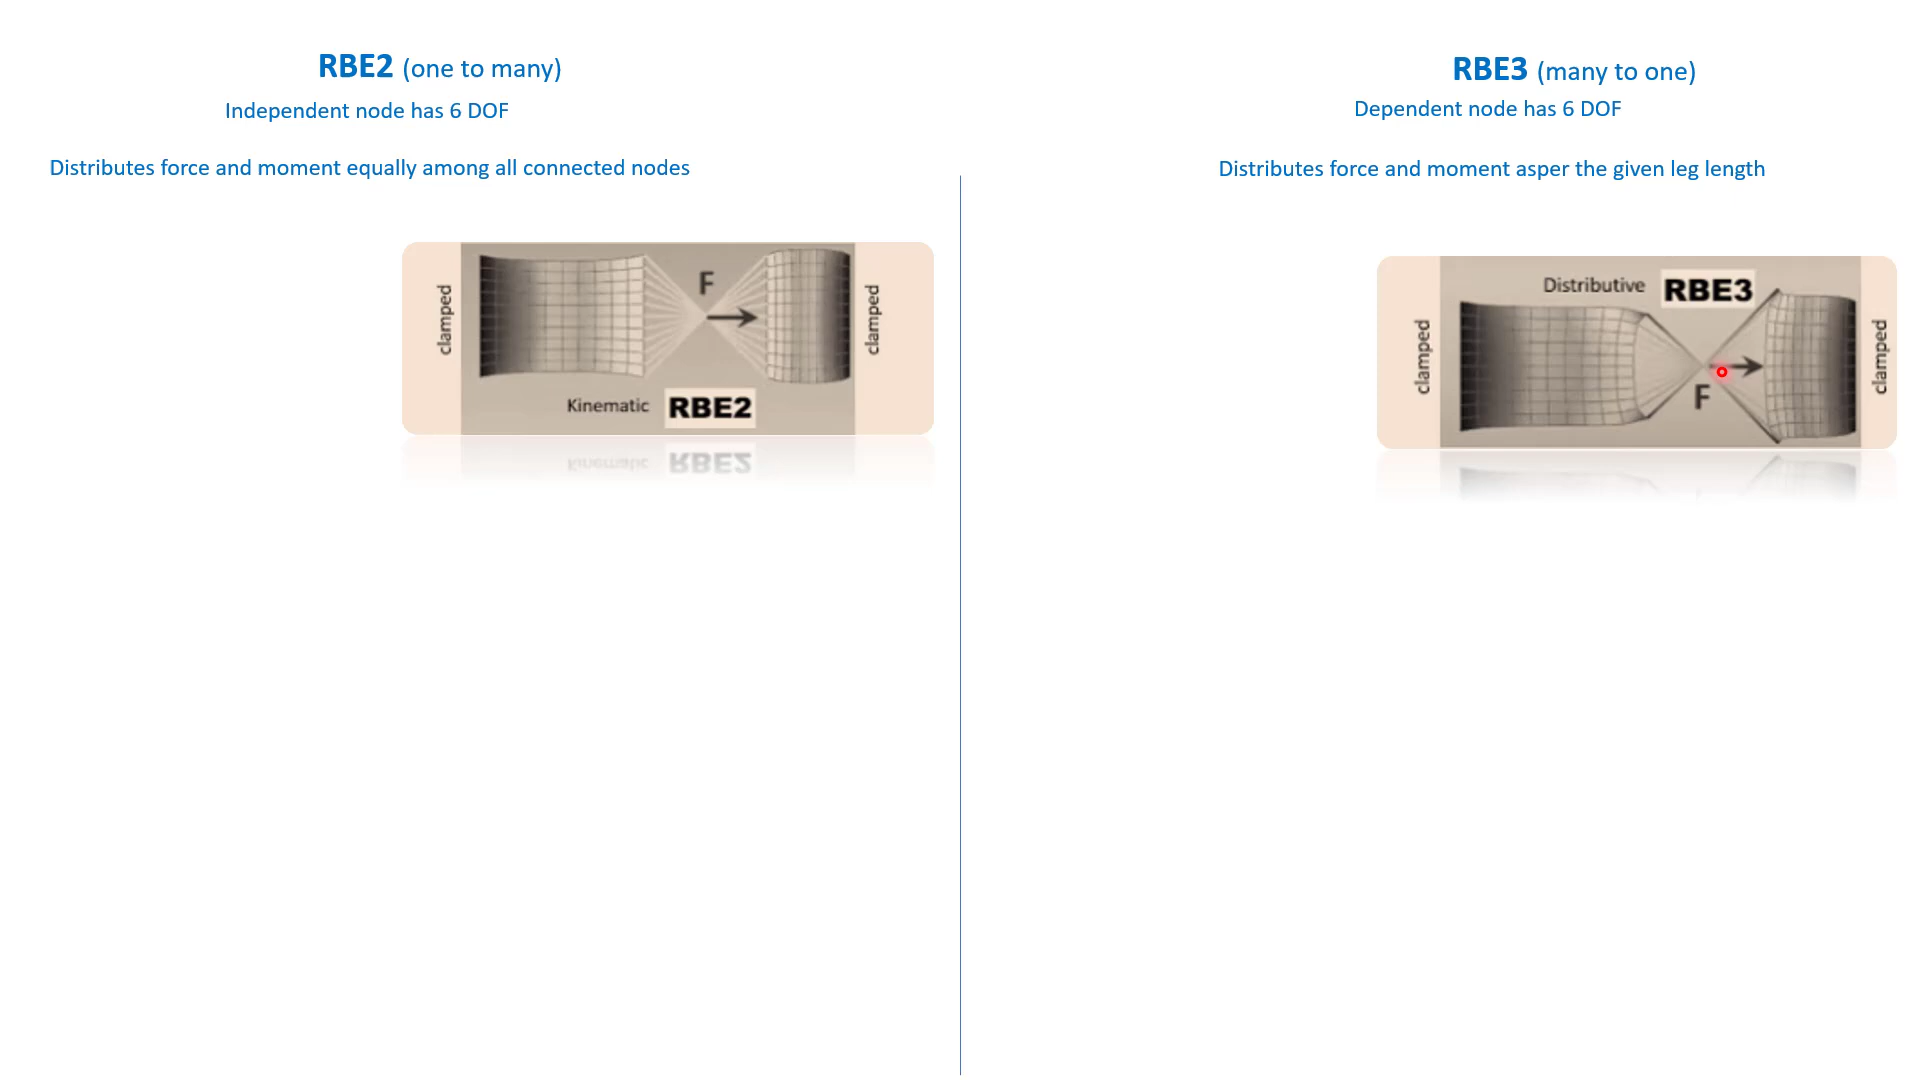 RBE2 (one to many)
Independent node has 6 DOF
Distributes force and moment equally among all connected nodes
clamped
F
clamped
Kinematic RBE2
RBE3 (many to one)
Dependent node has 6 DOF
Distributes force and moment asper the given leg length
Distributive RBE3
clamped
F
clamped